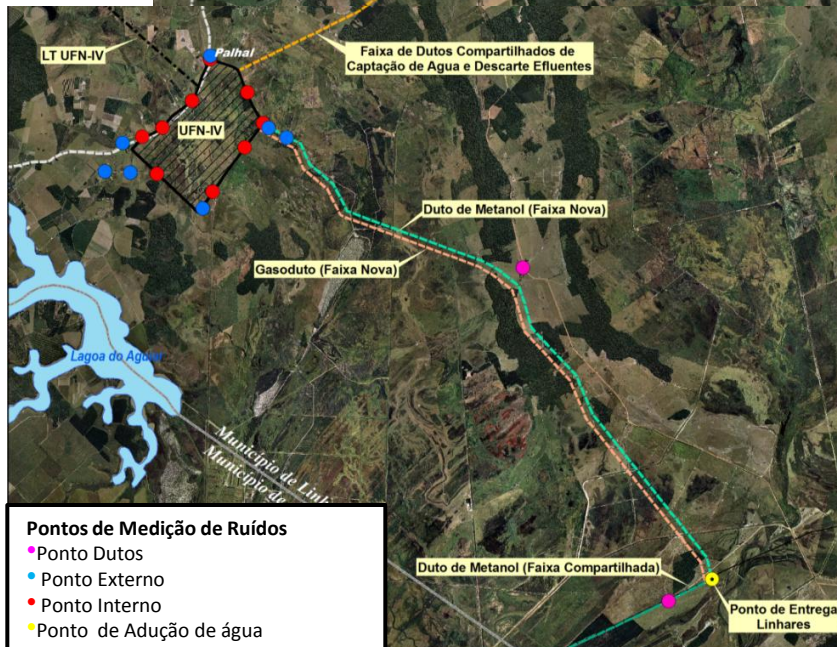 LT UFN-IV
Palhal
Faixa de Dutos Compartilhados de
Captação de Agua e Descarte Efluentes
UFN-IV
Duto de Metanol (Faixa Nova)
Gasoduto (Faixa Nova)
Lagoa do Aguiar
Município de Linh
Município de
Duto de Metanol (Faixa Compartilhada)
Ponto de Entrega
Linhares
Pontos de Medição de Ruídos
Ponto Dutos
Ponto Externo
Ponto Interno
Ponto de Adução de água